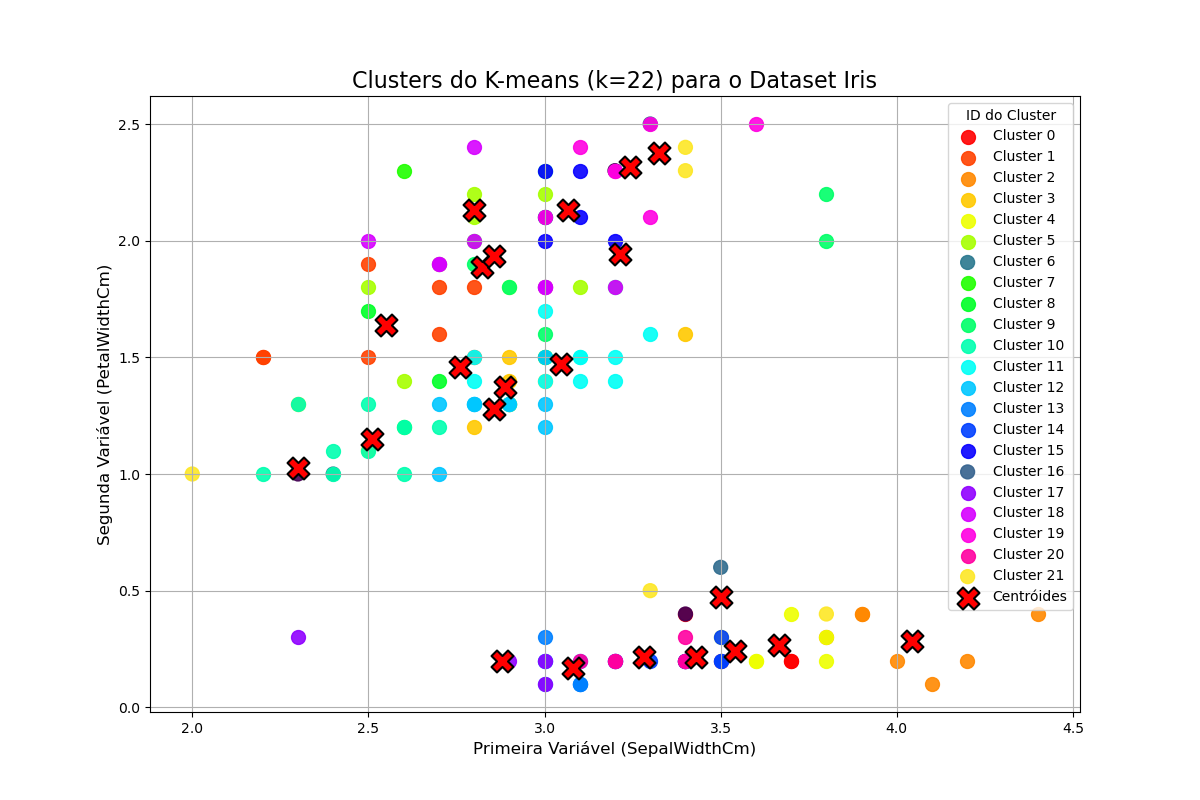 Clusters do K-means (k=22) para o Dataset Iris
Segunda Variável (PetalWidthCm)
2.5
2.0
1.5
1.0
0.5
0.0
2.0
2.5
3.0
3.5
4.0
4.5
Primeira Variável (SepalWidthCm)
ID do Cluster
Cluster 0
Cluster 1
Cluster 2
Cluster 3
Cluster 4
Cluster 5
Cluster 6
Cluster 7
Cluster 8
Cluster 9
Cluster 10
Cluster 11
Cluster 12
Cluster 13
Cluster 14
Cluster 15
Cluster 16
Cluster 17
Cluster 18
Cluster 19
Cluster 20
Cluster 21
Centróides